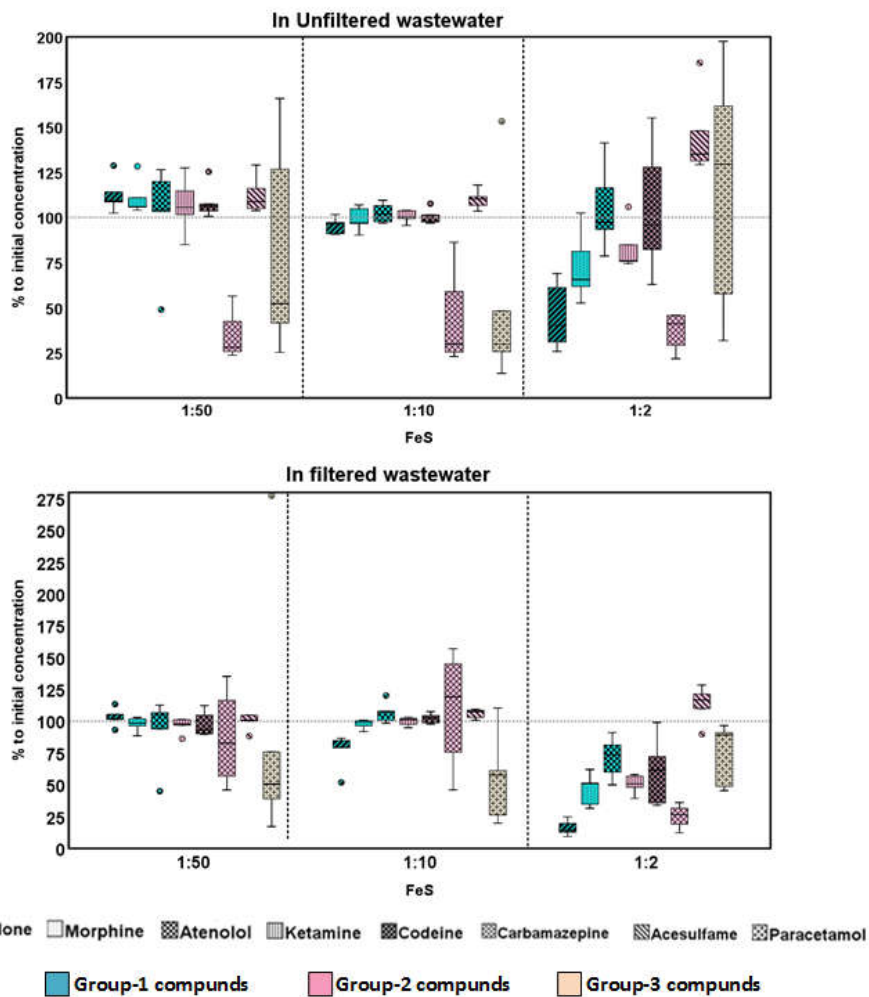 In Unfiltered wastewater
% to initial concentration
200
175
150
125
100
75
50
25
0
1:50 1:10 1:2
FeS
In filtered wastewater
% to initial concentration
275
250
225
200
175
150
125
100
75
50
25
0
1:50 1:10 1:2
FeS
lone Morphine Atenolol Ketamine Codeine Carbamazepine Acesulfame Paracetamol
Group-1 compunds Group-2 compunds Group-3 compunds